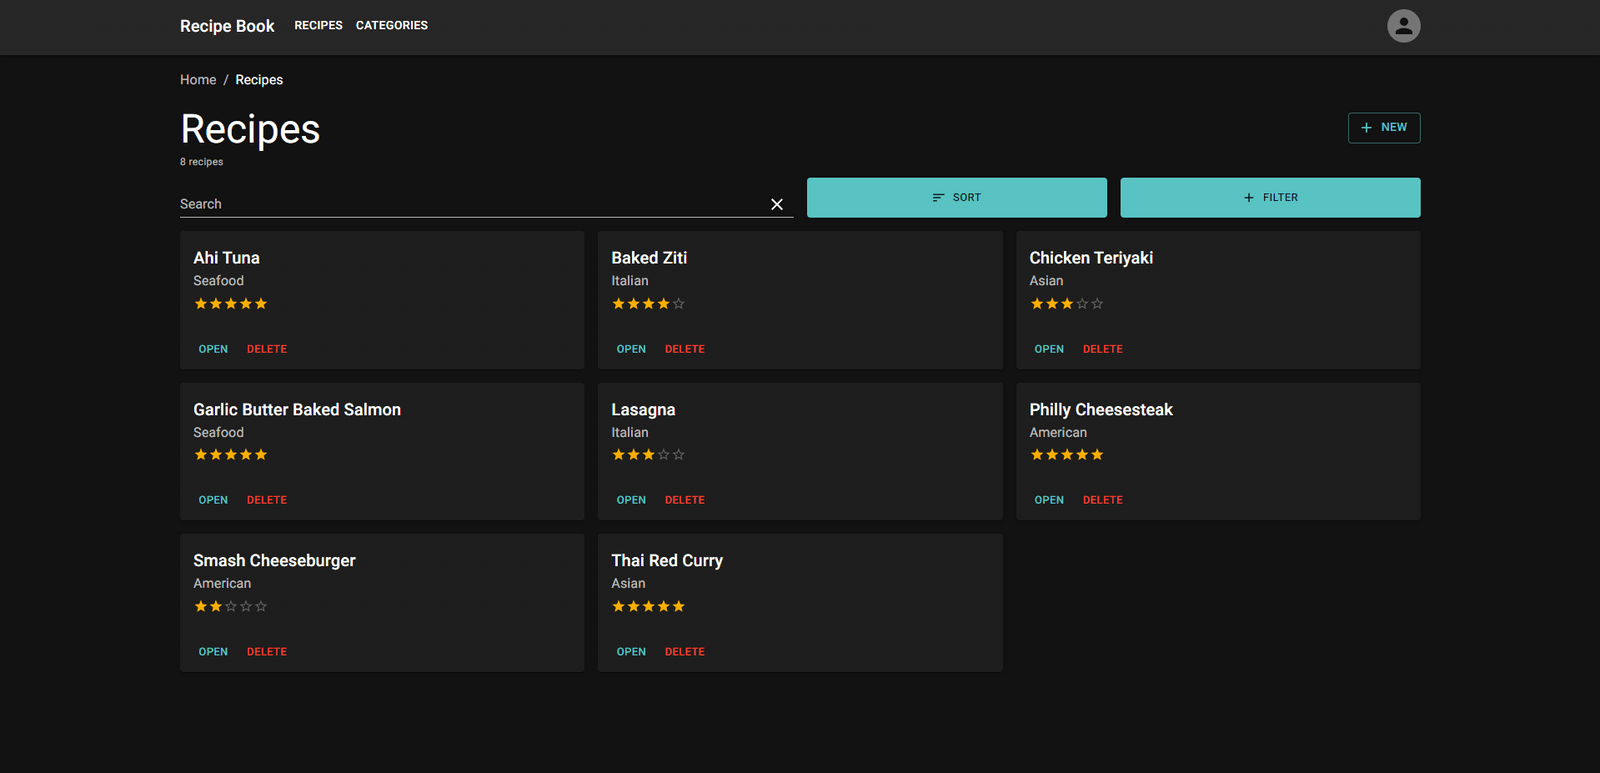 Recipe Book RECIPES CATEGORIES
Home / Recipes
Recipes
NEW
8 recipes
Search
SORT
FILTER
Ahi Tuna
Seafood
OPEN DELETE
Baked Ziti
Italian
OPEN DELETE
Chicken Teriyaki
Asian
OPEN DELETE
Garlic Butter Baked Salmon
Seafood
OPEN DELETE
Lasagna
Italian
OPEN DELETE
Philly Cheesesteak
American
OPEN DELETE
Smash Cheeseburger
American
OPEN DELETE
Thai Red Curry
Asian
OPEN DELETE